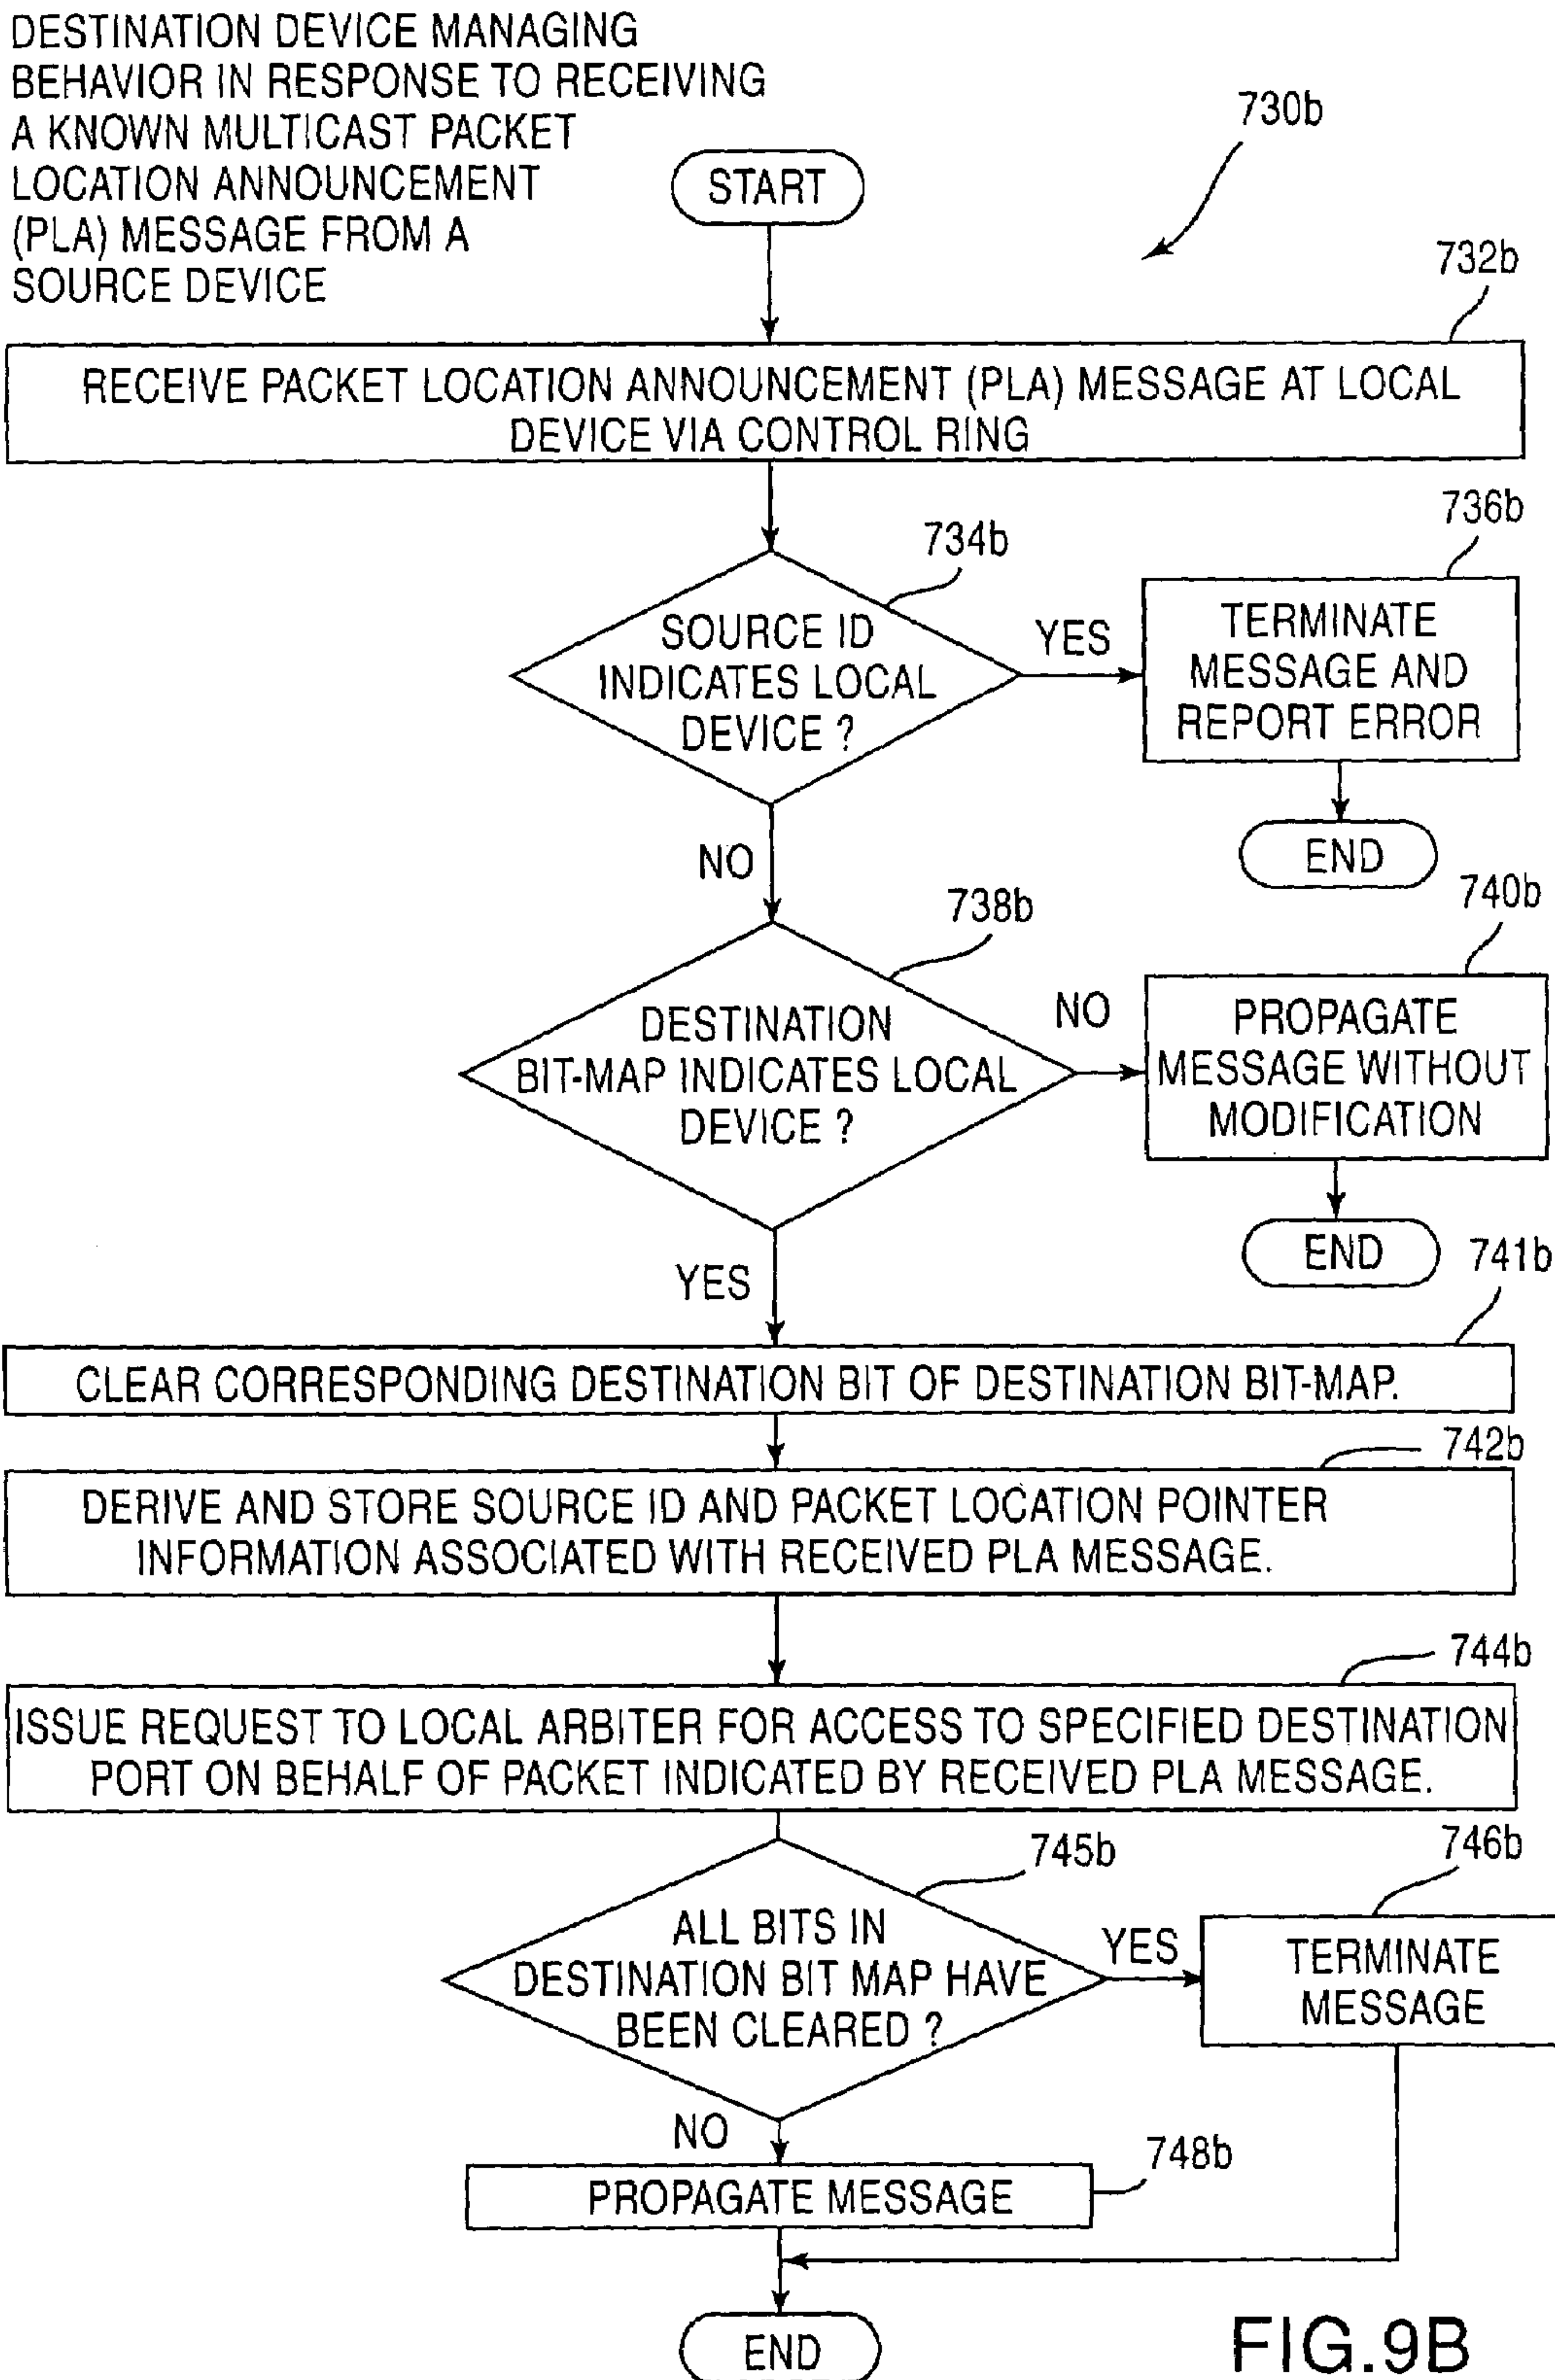 DESTINATION DEVICE MANAGING
BEHAVIOR IN RESPONSE TO RECEIVING
A KNOWN MULTICAST PACKET
LOCATION ANNOUNCEMENT
(PLA) MESSAGE FROM A
SOURCE DEVICE
730b
START
732b
RECEIVE PACKET LOCATION ANNOUNCEMENT (PLA) MESSAGE AT LOCAL
DEVICE VIA CONTROL RING
734b
736b
SOURCE ID
INDICATES LOCAL
DEVICE ?
YES
TERMINATE
MESSAGE AND
REPORT ERROR
END
NO
738b
740b
DESTINATION
BIT-MAP INDICATES LOCAL
DEVICE ?
NO
PROPAGATE
MESSAGE WITHOUT
MODIFICATION
END
YES
741b
CLEAR CORRESPONDING DESTINATION BIT OF DESTINATION BIT-MAP.
742b
DERIVE AND STORE SOURCE ID AND PACKET LOCATION POINTER
INFORMATION ASSOCIATED WITH RECEIVED PLA MESSAGE.
744b
ISSUE REQUEST TO LOCAL ARBITER FOR ACCESS TO SPECIFIED DESTINATION
PORT ON BEHALF OF PACKET INDICATED BY RECEIVED PLA MESSAGE.
745b
746b
ALL BITS IN
DESTINATION BIT MAP HAVE
BEEN CLEARED ?
YES
TERMINATE
MESSAGE
NO
748b
PROPAGATE MESSAGE
END
FIG.9B